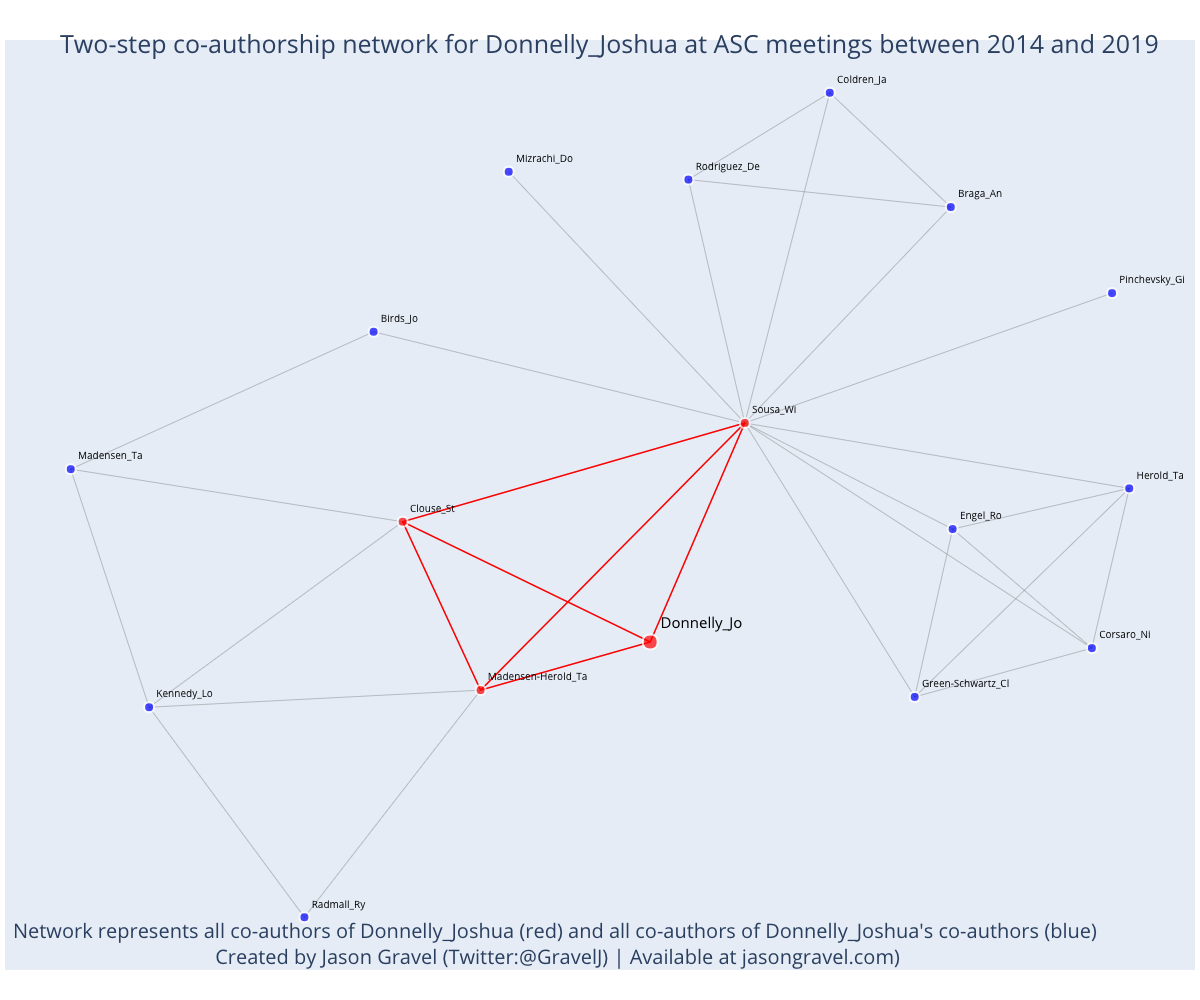 Two-step co-authorship network for Donnelly_Joshua at ASC meetings between 2014 and 2019
Coldren_Ja
Mizrachi_Do
Rodriguez_De
Braga_An
Pinchevsky_Gi
Birds_Jo
Sousa_Wi
Madensen_Ta
Herold_Ta
Clouse_St
Engel_Ro
Donnelly_Jo
Corsaro_Ni
Madensen-Herold_Ta
Green-Schwartz_Cl
Kennedy_Lo
Radmall_Ry
Network represents all co-authors of Donnelly_Joshua (red) and all co-authors of Donnelly_Joshua's co-authors (blue)
Created by Jason Gravel (Twitter:@GravelJ) | Available at jasongravel.com)